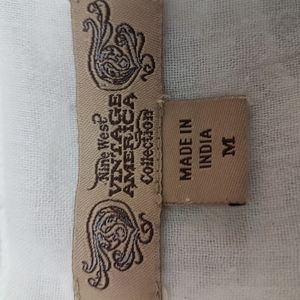 Nine West
VINTAGE
AMERICA
Collection
MADE IN
INDIA
M